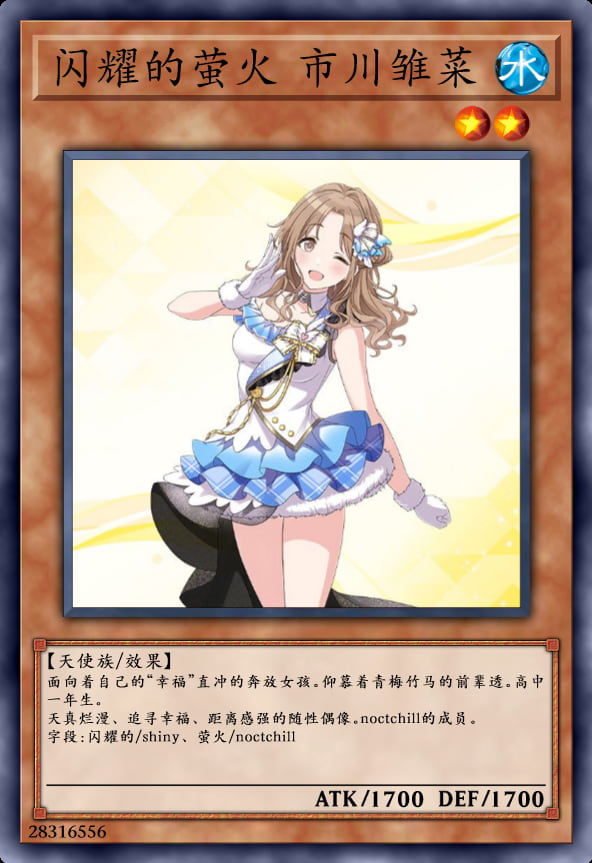 闪耀的萤火 市川雏菜
水
【天使族/效果】
面向着自己的“幸福”直冲的奔放女孩。仰慕着青梅竹马的前辈透。高中
一年生。
天真烂漫、追寻幸福、距离感强的随性偶像。noctchill的成员。
字段:闪耀的/shiny、萤火/noctchill
ATK/1700 DEF/1700
28316556